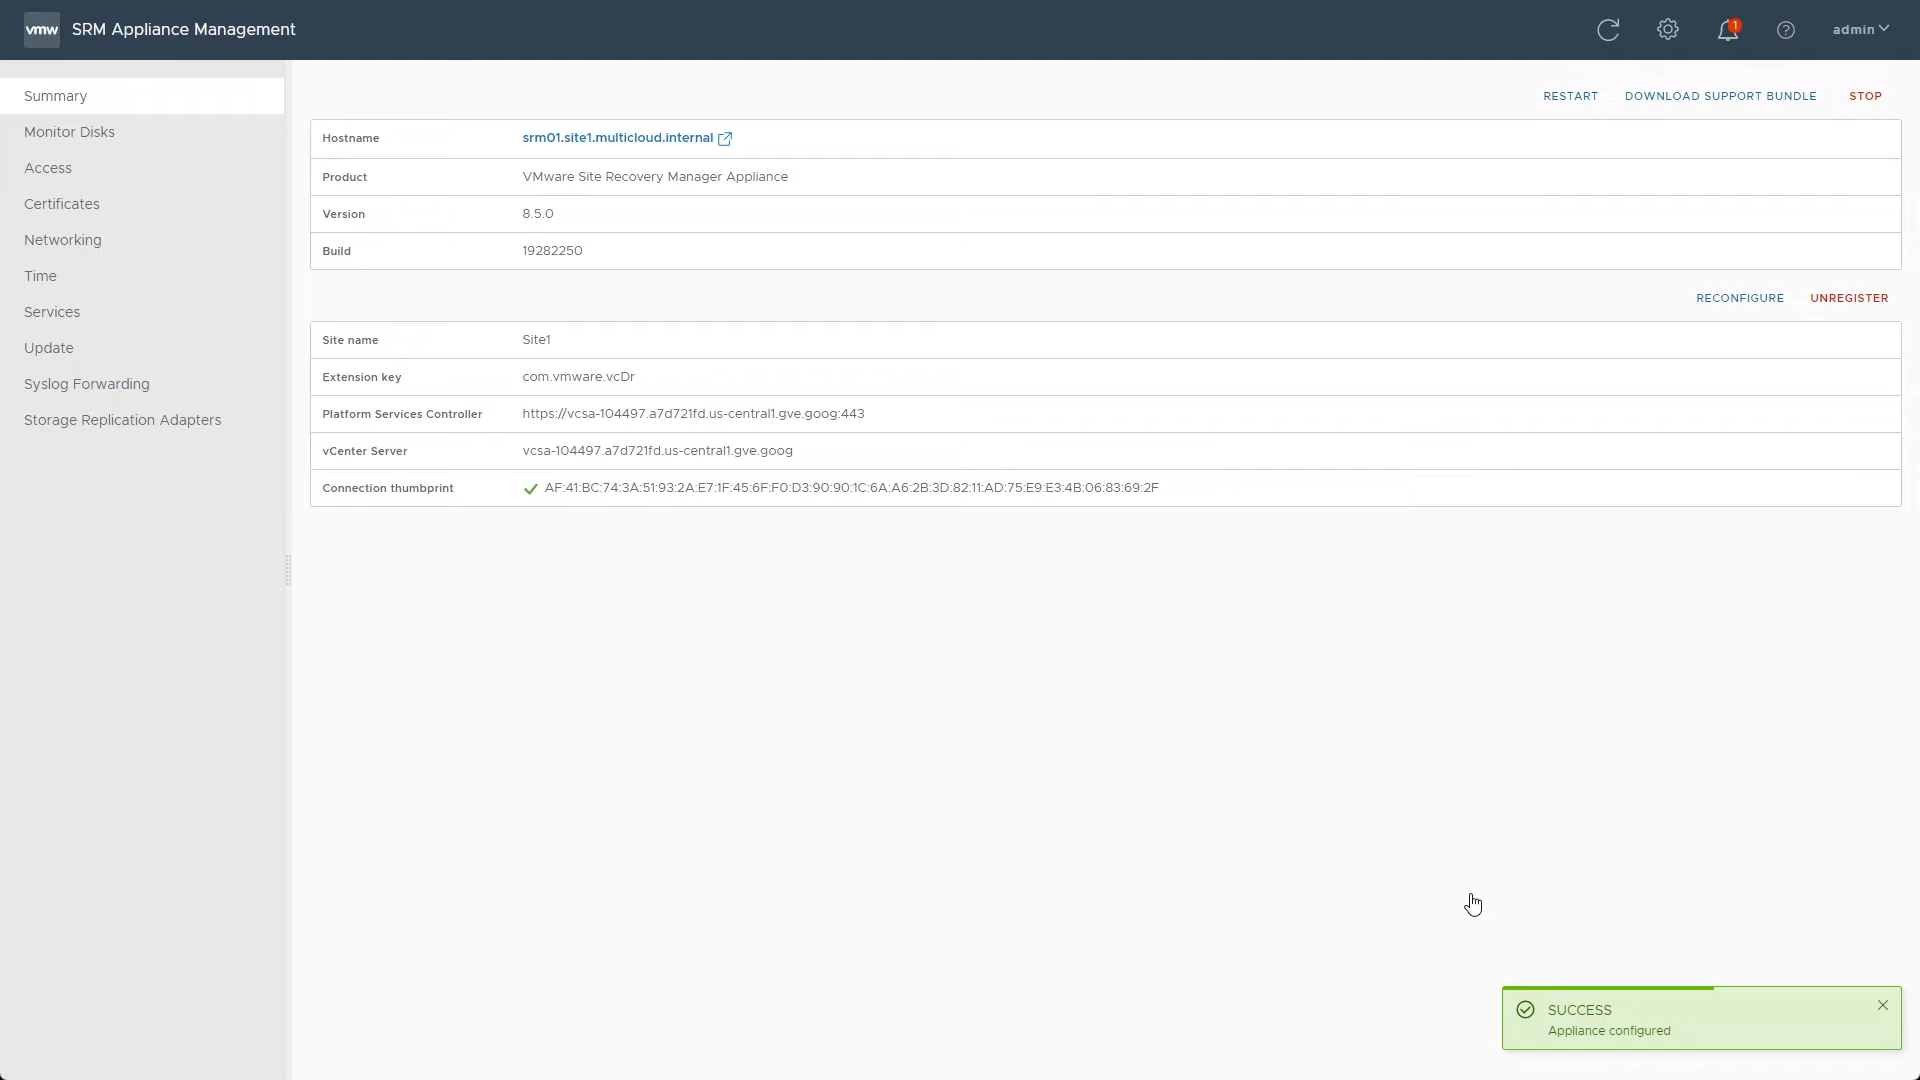 vmw SRM Appliance Management 1 admin
Summary
Monitor Disks
Access
Certificates
Networking
Time
Services
Update
Syslog Forwarding
Storage Replication Adapters
RESTART DOWNLOAD SUPPORT BUNDLE STOP
Hostname srm01.site1.multicloud.internal
Product VMware Site Recovery Manager Appliance
Version 8.5.0
Build 19282250
RECONFIGURE UNREGISTER
Site name Site1
Extension key com.vmware.vcDr
Platform Services Controller https://vcsa-104497.a7d721fd.us-central1.gve.goog:443
vCenter Server vcsa-104497.a7d721fd.us-central1.gve.goog
Connection thumbprint AF:41:BC:74:3A:51:93:2A:E7:1F:45:6F:F0:D3:90:90:1C:6A:A6:2B:3D:82:11:AD:75:E9:E3:4B:06:83:69:2F
SUCCESS
Appliance configured